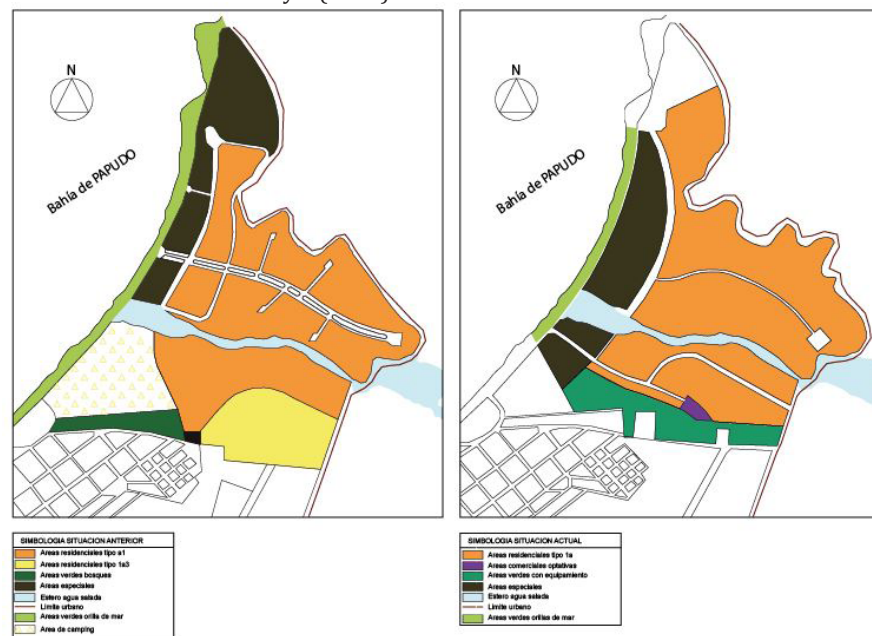 N
Bahía de PAPUDO
N
Bahía de PAPUDO
SIMBOLOGIA SITUACION ANTERIOR
Areas residenciales tipo a1
Areas residenciales tipo 1a3
Areas verdes bosques
Areas especiales
Estero agua salada
Limite urbano
Areas verdes orilla de mar
Area de camping
SIMBOLOGIA SITUACION ACTUAL
Areas residenciales tipo 1a
Areas comerciales optativas
Areas verdes con equipamiento
Areas especiales
Estero agua salada
Limite urbano
Areas verdes orillas de mar